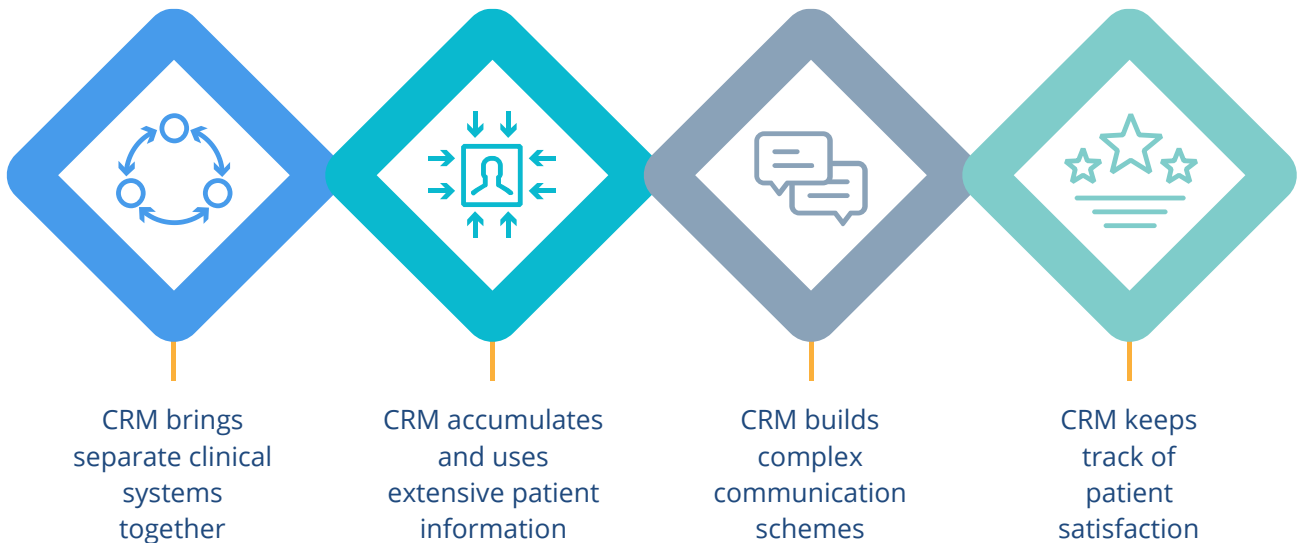 CRM brings
separate clinical
systems
together
CRM accumulates
and uses
extensive patient
information
CRM builds
complex
communication
schemes
CRM keeps
track of
patient
satisfaction